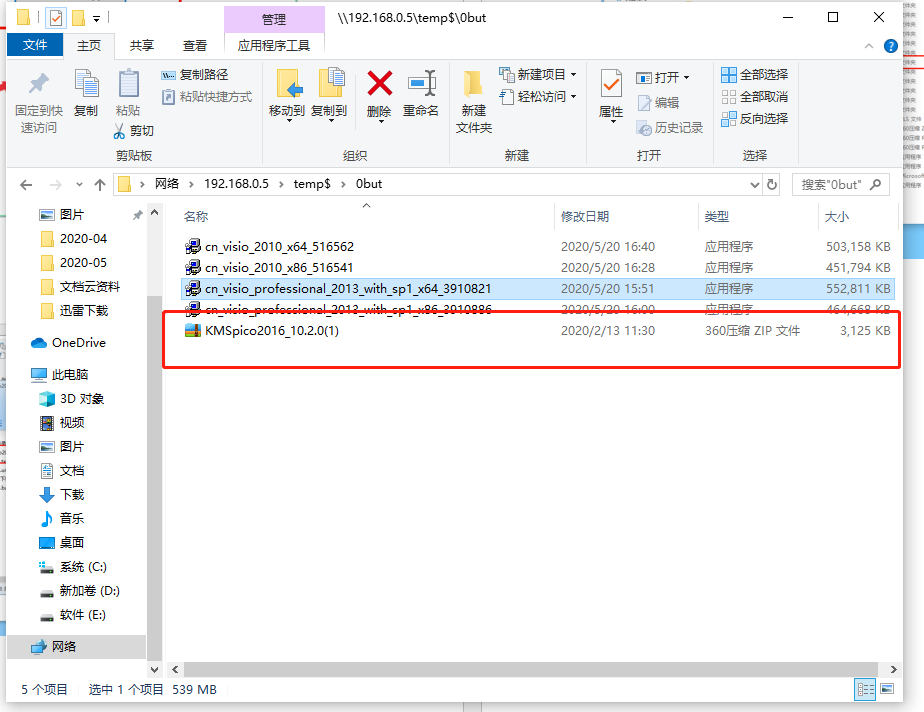 管理
\\192.168.0.5\temp$\0but
文件
主页
共享
查看
应用程序工具
固定到快
速访问
复制
粘贴
复制路径
粘贴快捷方式
剪切
剪贴板
移动到
复制到
删除
重命名
组织
新建
文件夹
新建项目
轻松访问
新建
属性
打开
编辑
历史记录
打开
全部选择
全部取消
反向选择
选择
网络 > 192.168.0.5 > temp$ > 0but
搜索"0but"
图片
2020-04
2020-05
文档云资料
迅雷下载
OneDrive
此电脑
3D 对象
视频
图片
文档
下载
音乐
桌面
系统 (C:)
新加卷 (D:)
软件 (E:)
网络
名称 修改日期 类型 大小
cn_visio_2010_x64_516562 2020/5/20 16:40 应用程序 503,158 KB
cn_visio_2010_x86_516541 2020/5/20 16:28 应用程序 451,794 KB
cn_visio_professional_2013_with_sp1_x64_3910821 2020/5/20 15:51 应用程序 552,811 KB
cn_visio_professional_2013_with_sp1_x86_3910886 2020/5/20 16:00 应用程序 464,668 KB
KMSpico2016_10.2.0(1) 2020/2/13 11:30 360压缩 ZIP 文件 3,125 KB
5 个项目 选中 1 个项目 539 MB